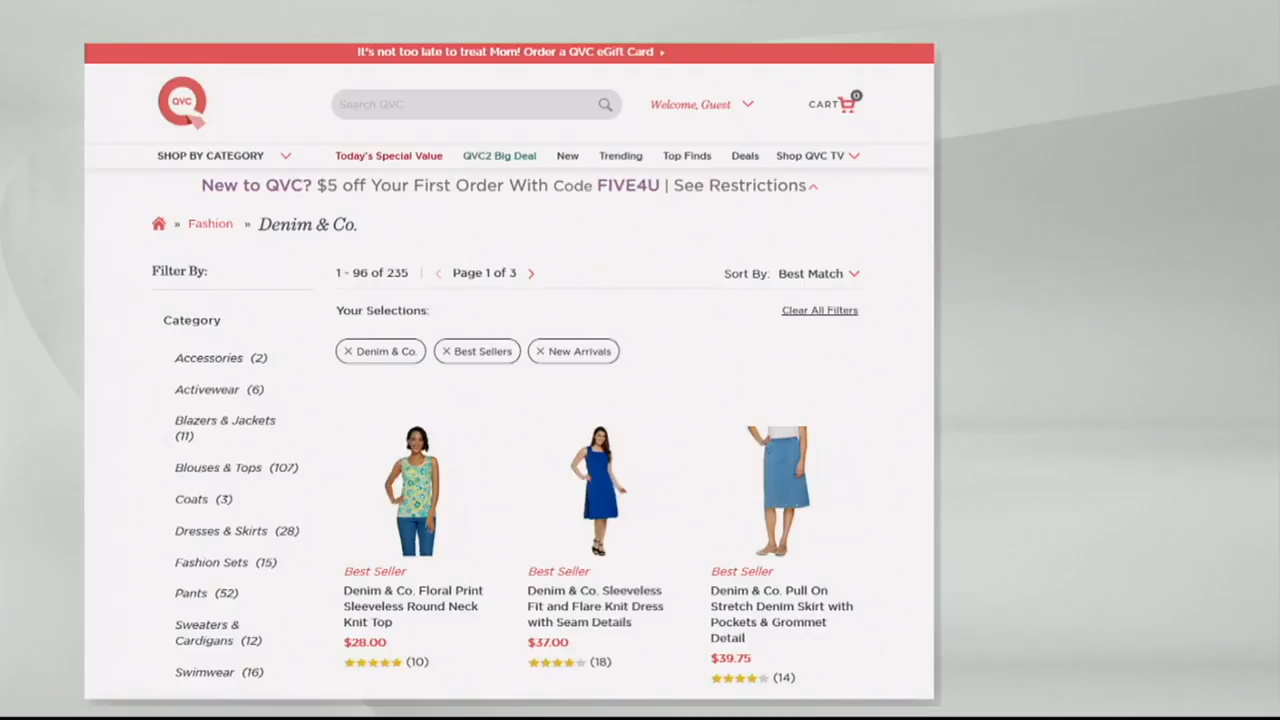 It's not too late to treat Mom! Order a QVC eGift Card
QVC
Search QVC
Welcome, Guest
CART
0
SHOP BY CATEGORY
Today's Special Value
QVC2 Big Deal
New
Trending
Top Finds
Deals
Shop QVC TV
New to QVC? $5 off Your First Order With Code FIVE4U | See Restrictions
» Fashion » Denim & Co.
Filter By:
1 - 96 of 235
Page 1 of 3
Sort By: Best Match
Your Selections:
Clear All Filters
× Denim & Co.
× Best Sellers
× New Arrivals
Category
Accessories (2)
Activewear (6)
Blazers & Jackets
(11)
Blouses & Tops (107)
Coats (3)
Dresses & Skirts (28)
Fashion Sets (15)
Pants (52)
Sweaters &
Cardigans (12)
Swimwear (16)
Best Seller
Denim & Co. Floral Print
Sleeveless Round Neck
Knit Top
$28.00
(10)
Best Seller
Denim & Co. Sleeveless
Fit and Flare Knit Dress
with Seam Details
$37.00
(18)
Best Seller
Denim & Co. Pull On
Stretch Denim Skirt with
Pockets & Grommet
Detail
$39.75
(14)